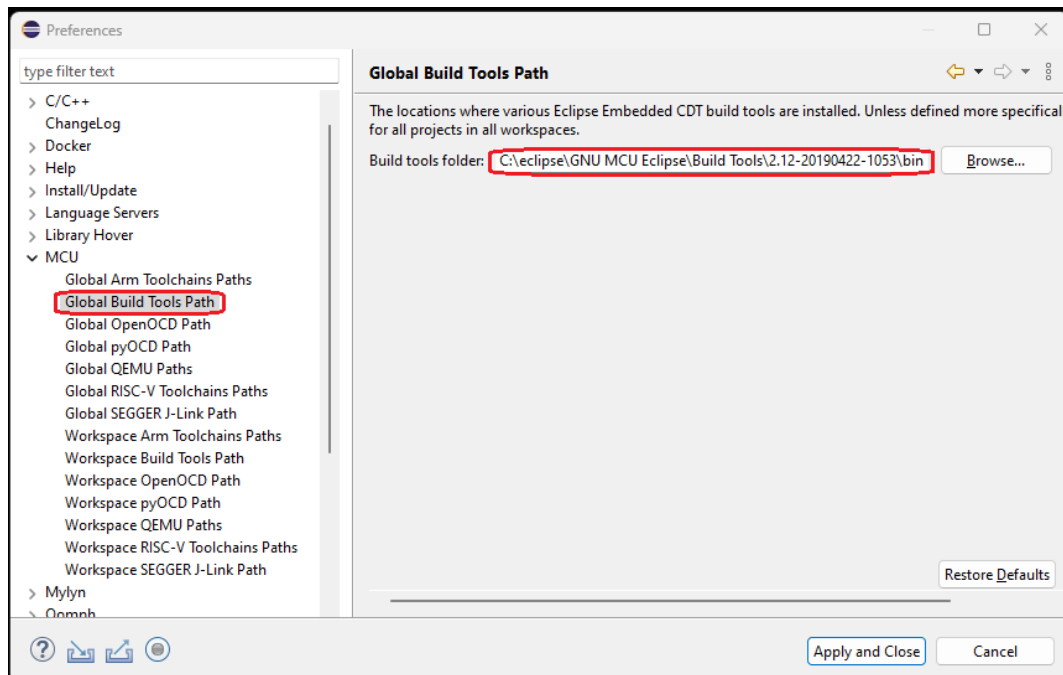 Preferences
type filter text
C/C++
ChangeLog
Docker
Help
Install/Update
Language Servers
Library Hover
MCU
Global Arm Toolchains Paths
Global Build Tools Path
Global OpenOCD Path
Global pyOCD Path
Global QEMU Paths
Global RISC-V Toolchains Paths
Global SEGGER J-Link Path
Workspace Arm Toolchains Paths
Workspace Build Tools Path
Workspace OpenOCD Path
Workspace pyOCD Path
Workspace QEMU Paths
Workspace RISC-V Toolchains Paths
Workspace SEGGER J-Link Path
Mylyn
Oomph
Global Build Tools Path
The locations where various Eclipse Embedded CDT build tools are installed. Unless defined more specifical
for all projects in all workspaces.
Build tools folder: C:\eclipse\GNU MCU Eclipse\Build Tools\2.12-20190422-1053\bin Browse...
Restore Defaults
Apply and Close Cancel